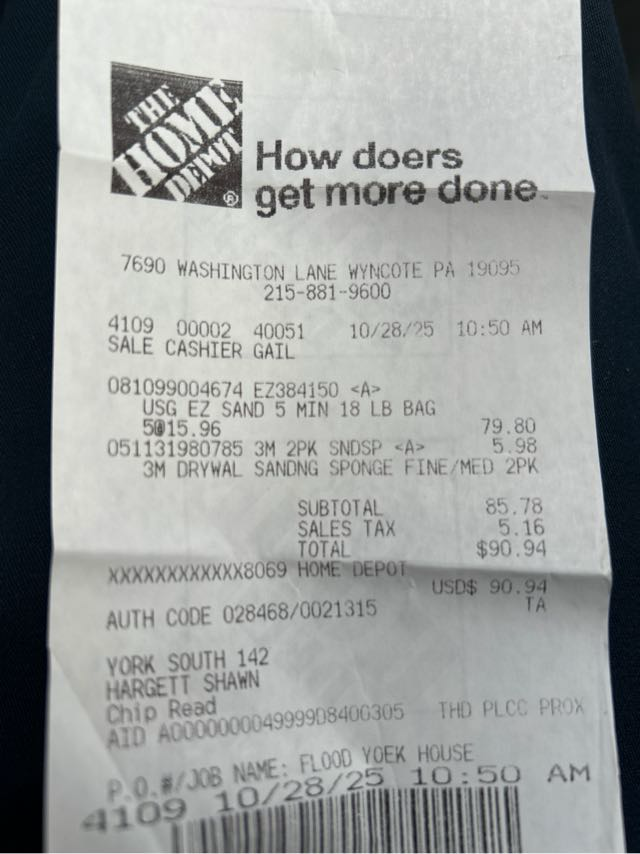 THE
HOME
DEPOT
®
How doers
get more done.
7690 WASHINGTON LANE WYNCOTE PA 19095
215-881-9600
4109 00002 40051 10/28/25 10:50 AM
SALE CASHIER GAIL
081099004674 EZ384150 <A>
USG EZ SAND 5 MIN 18 LB BAG
5@15.96 79.80
051131980785 3M 2PK SNDSP <A> 5.98
3M DRYWAL SANDNG SPONGE FINE/MED 2PK
SUBTOTAL 85.78
SALES TAX 5.16
TOTAL $90.94
XXXXXXXXXXXX8069 HOME DEPOT
USD$ 90.94
AUTH CODE 028468/0021315 TA
YORK SOUTH 142
HARGETT SHAWN
Chip Read
AID A0000000049999D8400305 THD PLCC PROX
P.O.#/JOB NAME: FLOOD YOEK HOUSE
4109 10/28/25 10:50 AM